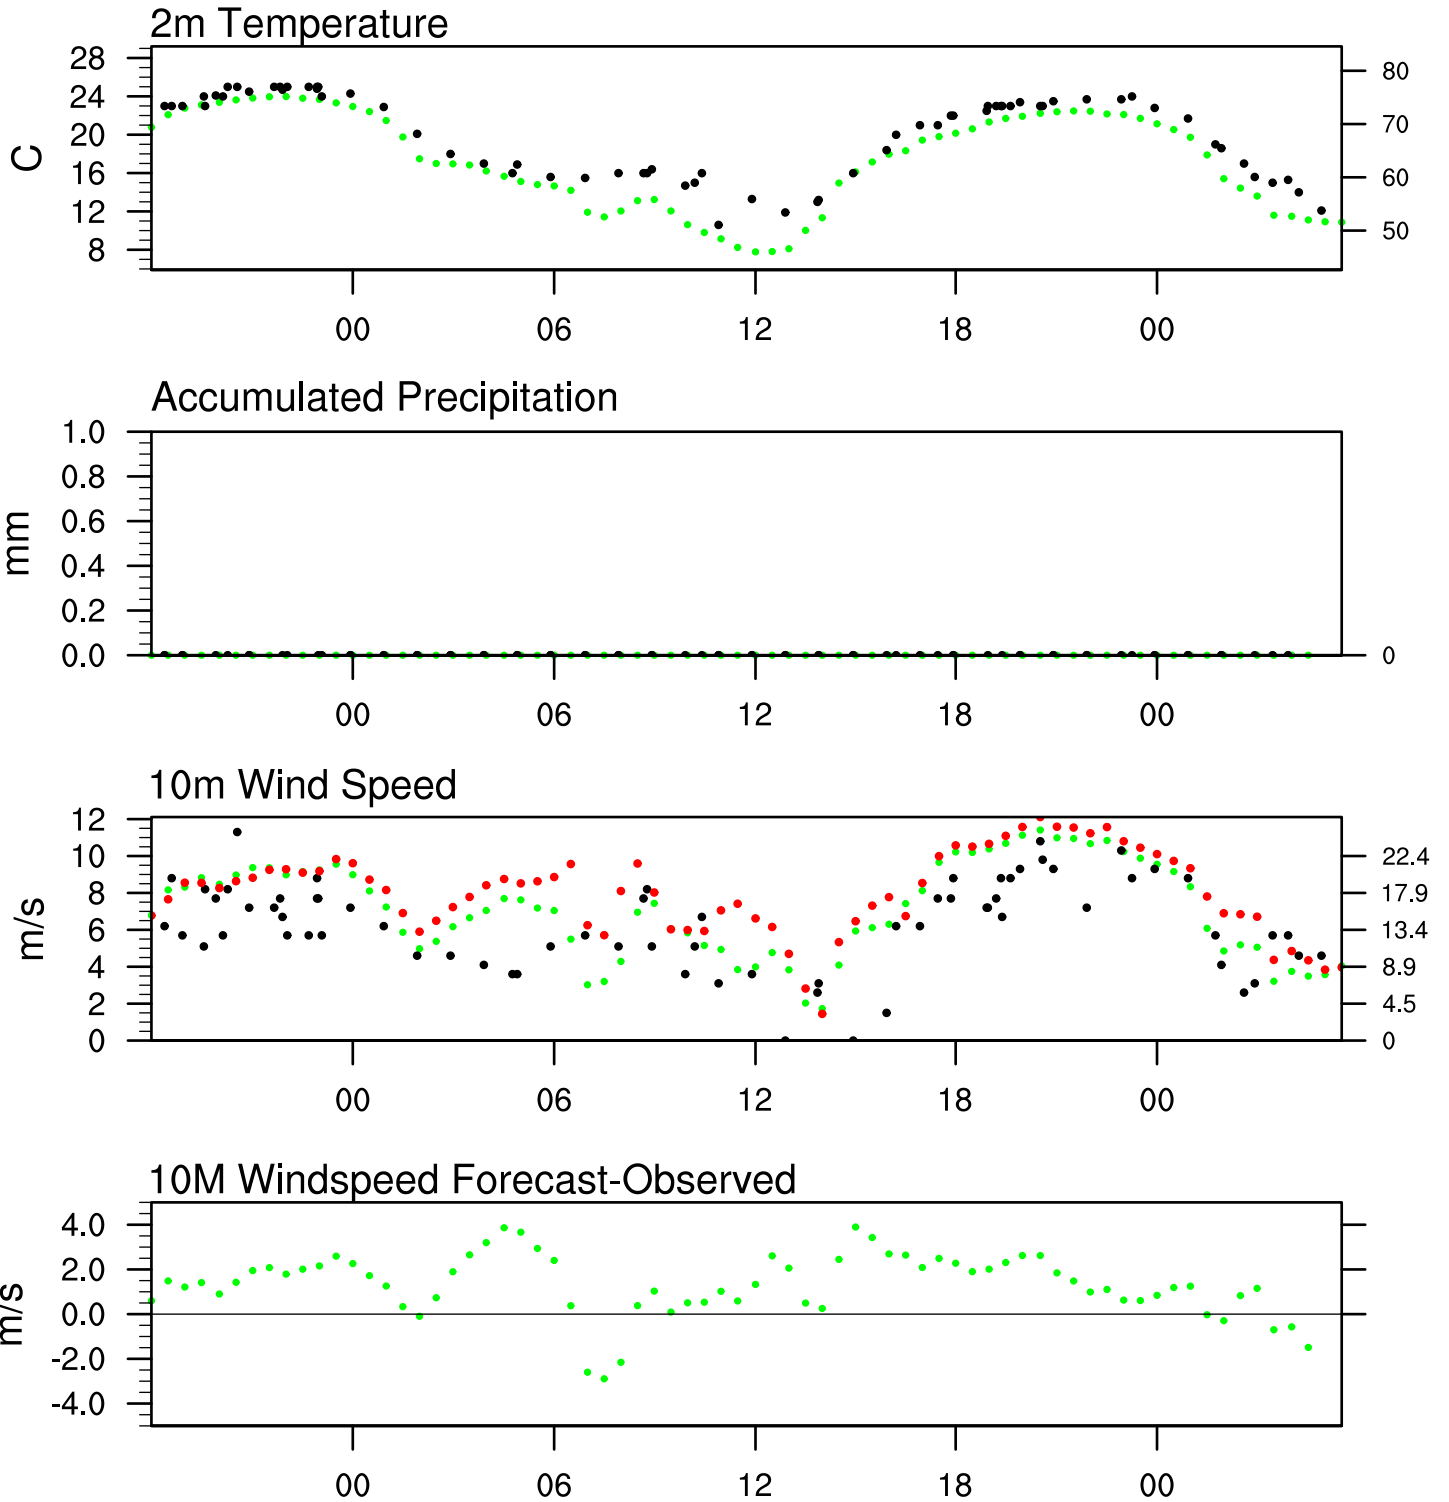 2m Temperature
28
24
20
16
12
8
C
80
70
60
50
00 06 12 18 00
Accumulated Precipitation
1.0
0.8
0.6
0.4
0.2
0.0
mm
0
00 06 12 18 00
10m Wind Speed
12
10
8
6
4
2
0
m/s
22.4
17.9
13.4
8.9
4.5
0
00 06 12 18 00
10M Windspeed Forecast-Observed
4.0
2.0
0.0
-2.0
-4.0
m/s
00 06 12 18 00